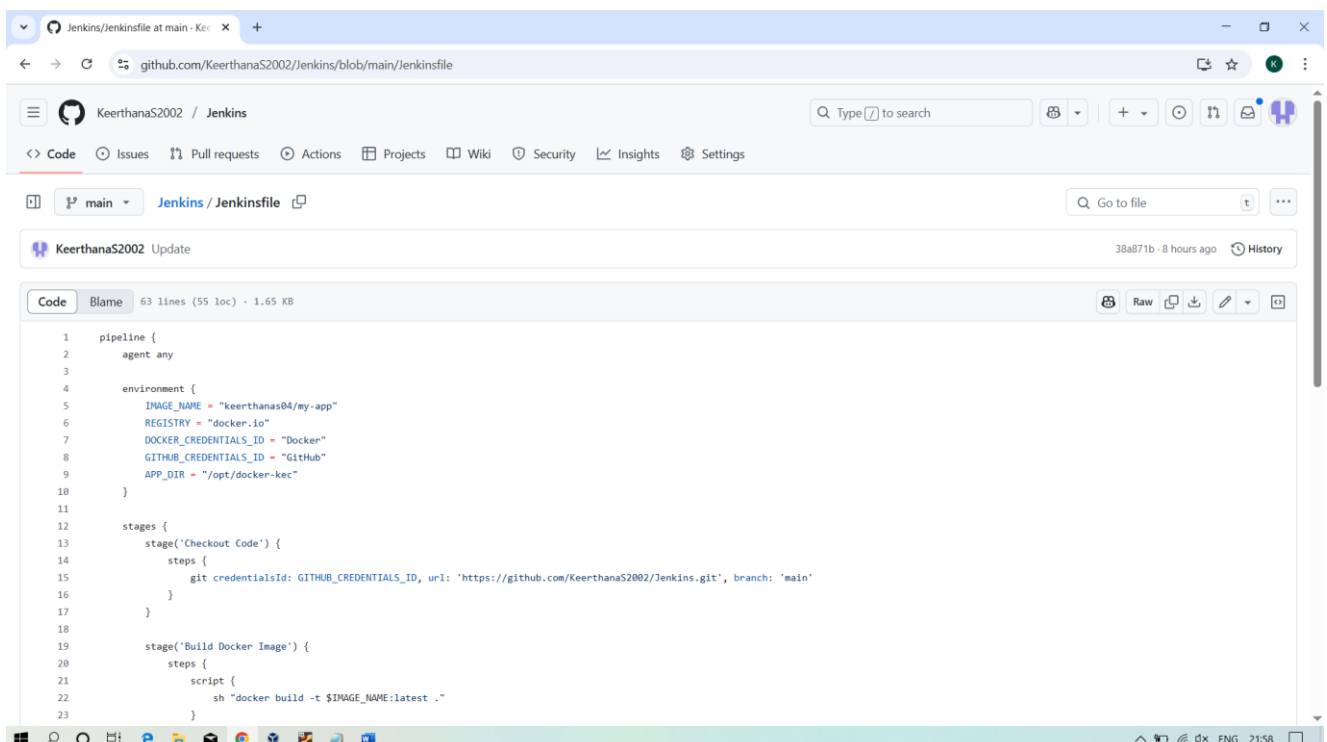 Jenkins/Jenkinsfile at main · Kee
github.com/KeerthanaS2002/Jenkins/blob/main/Jenkinsfile
K
KeerthanaS2002 / Jenkins
Type / to search
<> Code Issues Pull requests Actions Projects Wiki Security Insights Settings
main Jenkins / Jenkinsfile
Go to file t
KeerthanaS2002 Update
38a871b · 8 hours ago History
Code Blame 63 lines (55 loc) · 1.65 KB
Raw
1 pipeline {
2 agent any
3
4 environment {
5 IMAGE_NAME = "keerthanas04/my-app"
6 REGISTRY = "docker.io"
7 DOCKER_CREDENTIALS_ID = "Docker"
8 GITHUB_CREDENTIALS_ID = "GitHub"
9 APP_DIR = "/opt/docker-kec"
10 }
11
12 stages {
13 stage('Checkout Code') {
14 steps {
15 git credentialsId: GITHUB_CREDENTIALS_ID, url: 'https://github.com/KeerthanaS2002/Jenkins.git', branch: 'main'
16 }
17 }
18
19 stage('Build Docker Image') {
20 steps {
21 script {
22 sh "docker build -t $IMAGE_NAME:latest ."
23 }
ENG 21:58